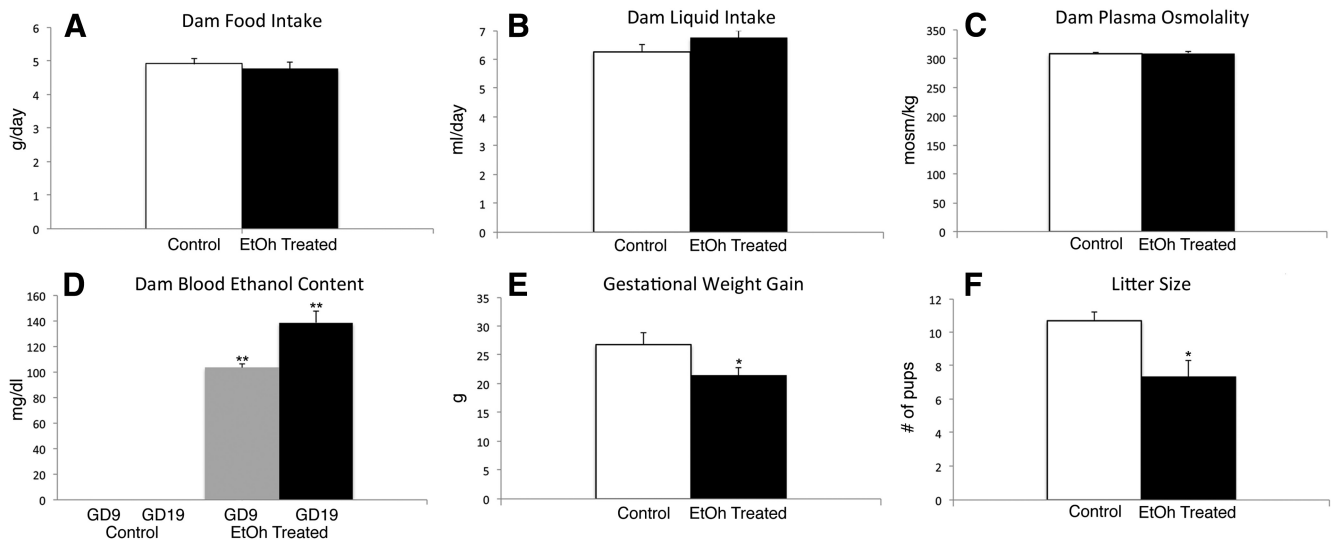 A
Dam Food Intake
6
5
4
3
2
1
0
g/day
Control EtOh Treated
B
Dam Liquid Intake
7
6
5
4
3
2
1
0
ml/day
Control EtOh Treated
C
Dam Plasma Osmolality
350
300
250
200
150
100
50
0
mosm/kg
Control EtOh Treated
D
Dam Blood Ethanol Content
160
140
120
100
80
60
40
20
0
mg/dl
**
**
GD9 GD19 GD9 GD19
Control EtOh Treated
E
Gestational Weight Gain
35
30
25
20
15
10
5
0
g
*
Control EtOh Treated
F
Litter Size
12
10
8
6
4
2
0
# of pups
*
Control EtOh Treated